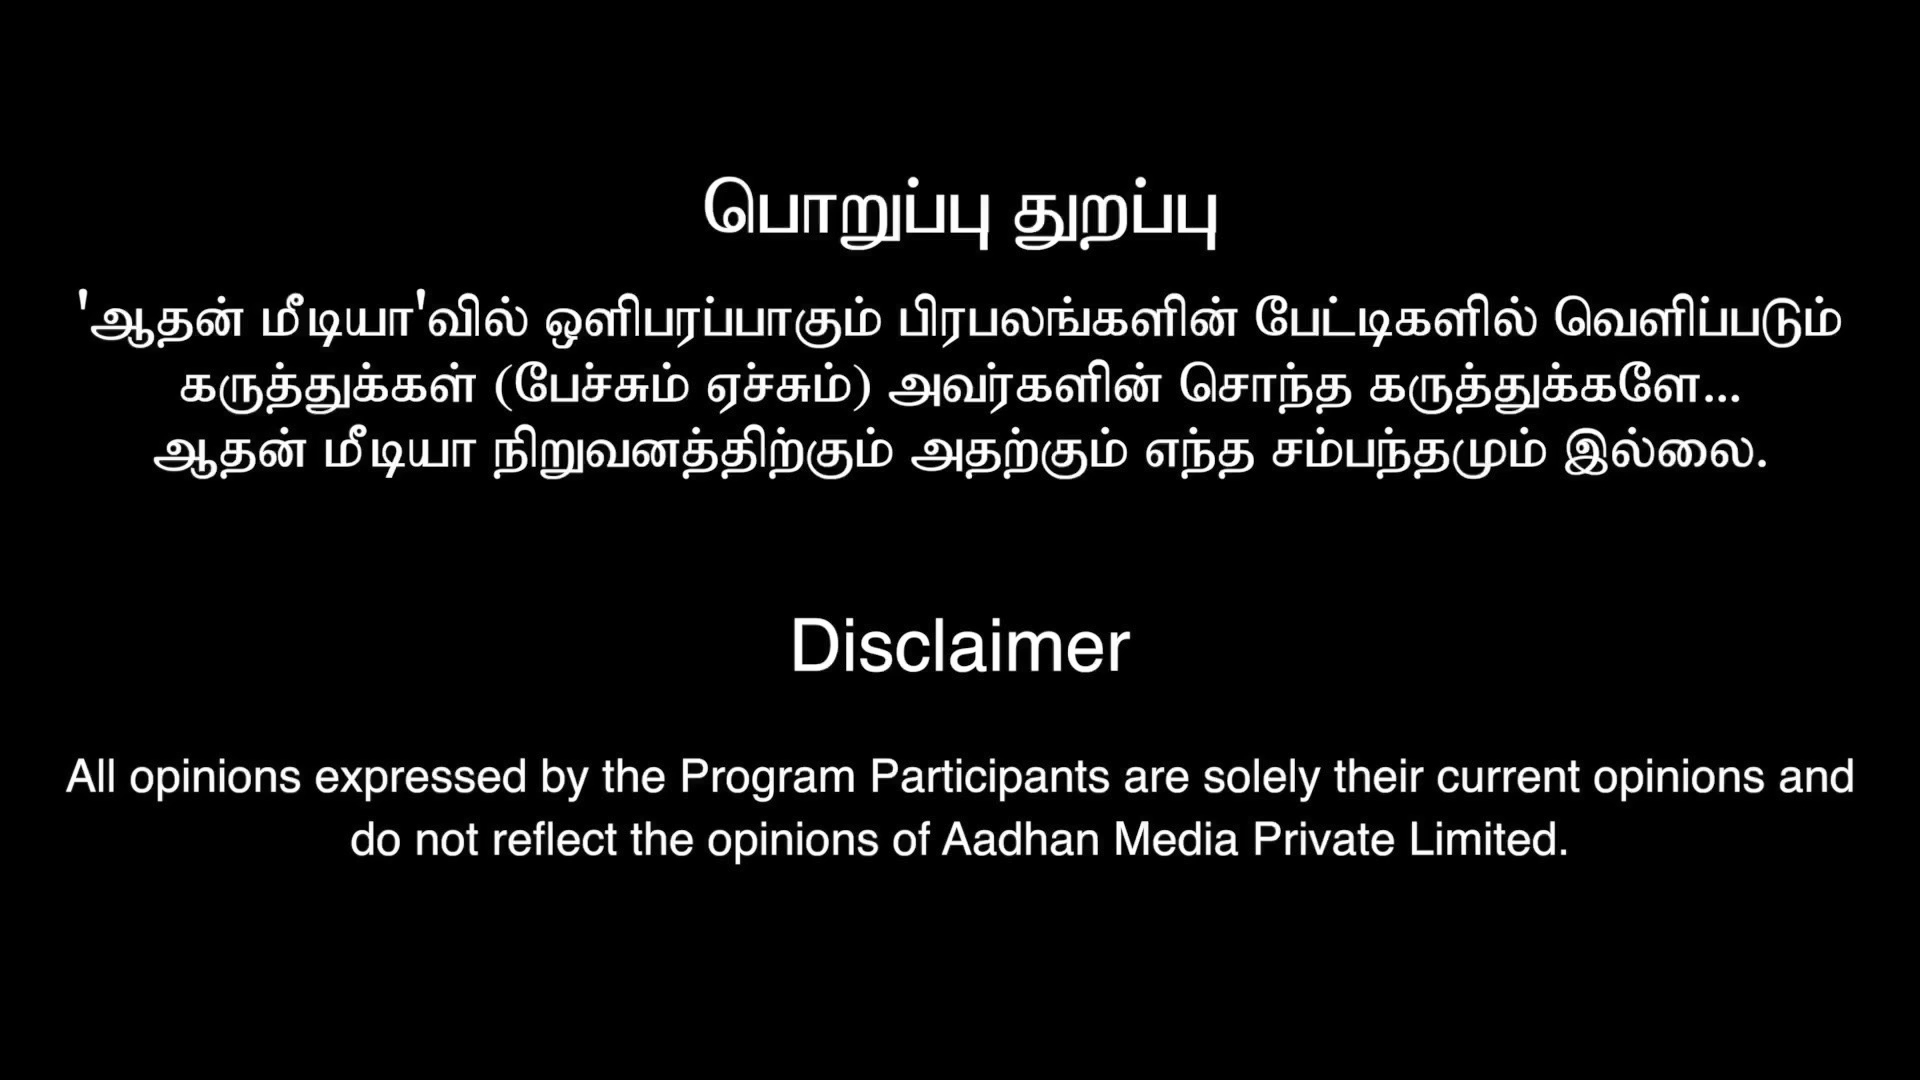 பொறுப்பு துறப்பு
'ஆதன் மீடியா'வில் ஒளிபரப்பாகும் பிரபலங்களின் பேட்டிகளில் வெளிப்படும்
கருத்துக்கள் (பேச்சும் ஏச்சும்) அவர்களின் சொந்த கருத்துக்களே...
ஆதன் மீடியா நிறுவனத்திற்கும் அதற்கும் எந்த சம்பந்தமும் இல்லை.
Disclaimer
All opinions expressed by the Program Participants are solely their current opinions and
do not reflect the opinions of Aadhan Media Private Limited.